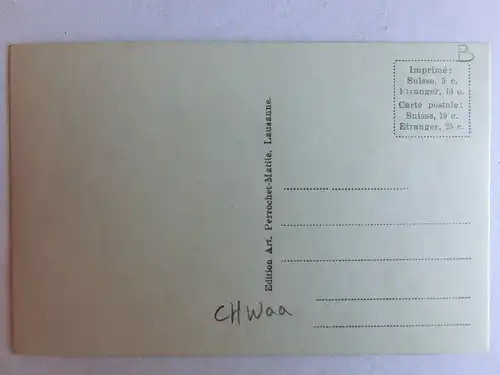 B
Imprimé:
Suisse, 5 c.
Etranger, 10 c.
Carte postale:
Suisse, 10 c.
Etranger, 25 c.
Edition Art. Perrochet-Matile, Lausanne.
CHWaa